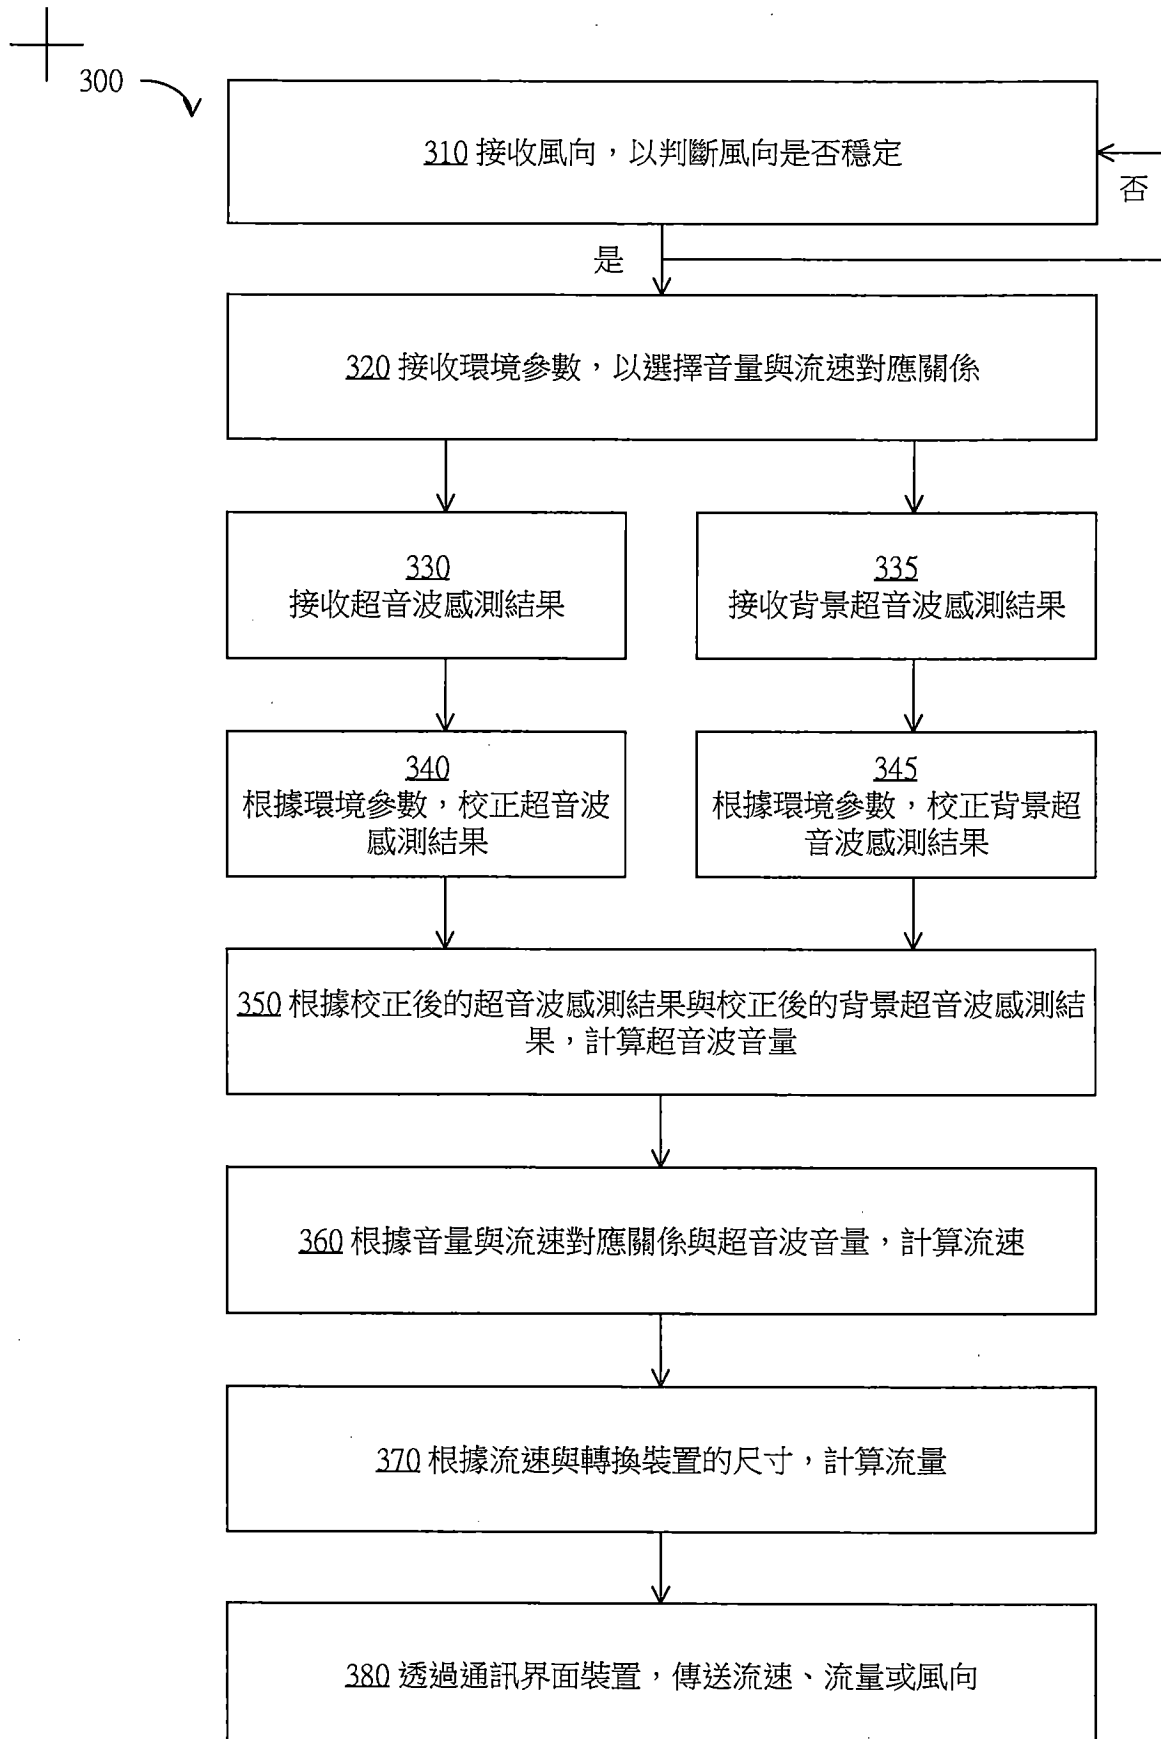 300
310 接收風向，以判斷風向是否穩定
否
是
320 接收環境參數，以選擇音量與流速對應關係
330
接收超音波感測結果
335
接收背景超音波感測結果
340
根據環境參數，校正超音波
感測結果
345
根據環境參數，校正背景超
音波感測結果
350 根據校正後的超音波感測結果與校正後的背景超音波感測結
果，計算超音波音量
360 根據音量與流速對應關係與超音波音量，計算流速
370 根據流速與轉換裝置的尺寸，計算流量
380 透過通訊界面裝置，傳送流速、流量或風向